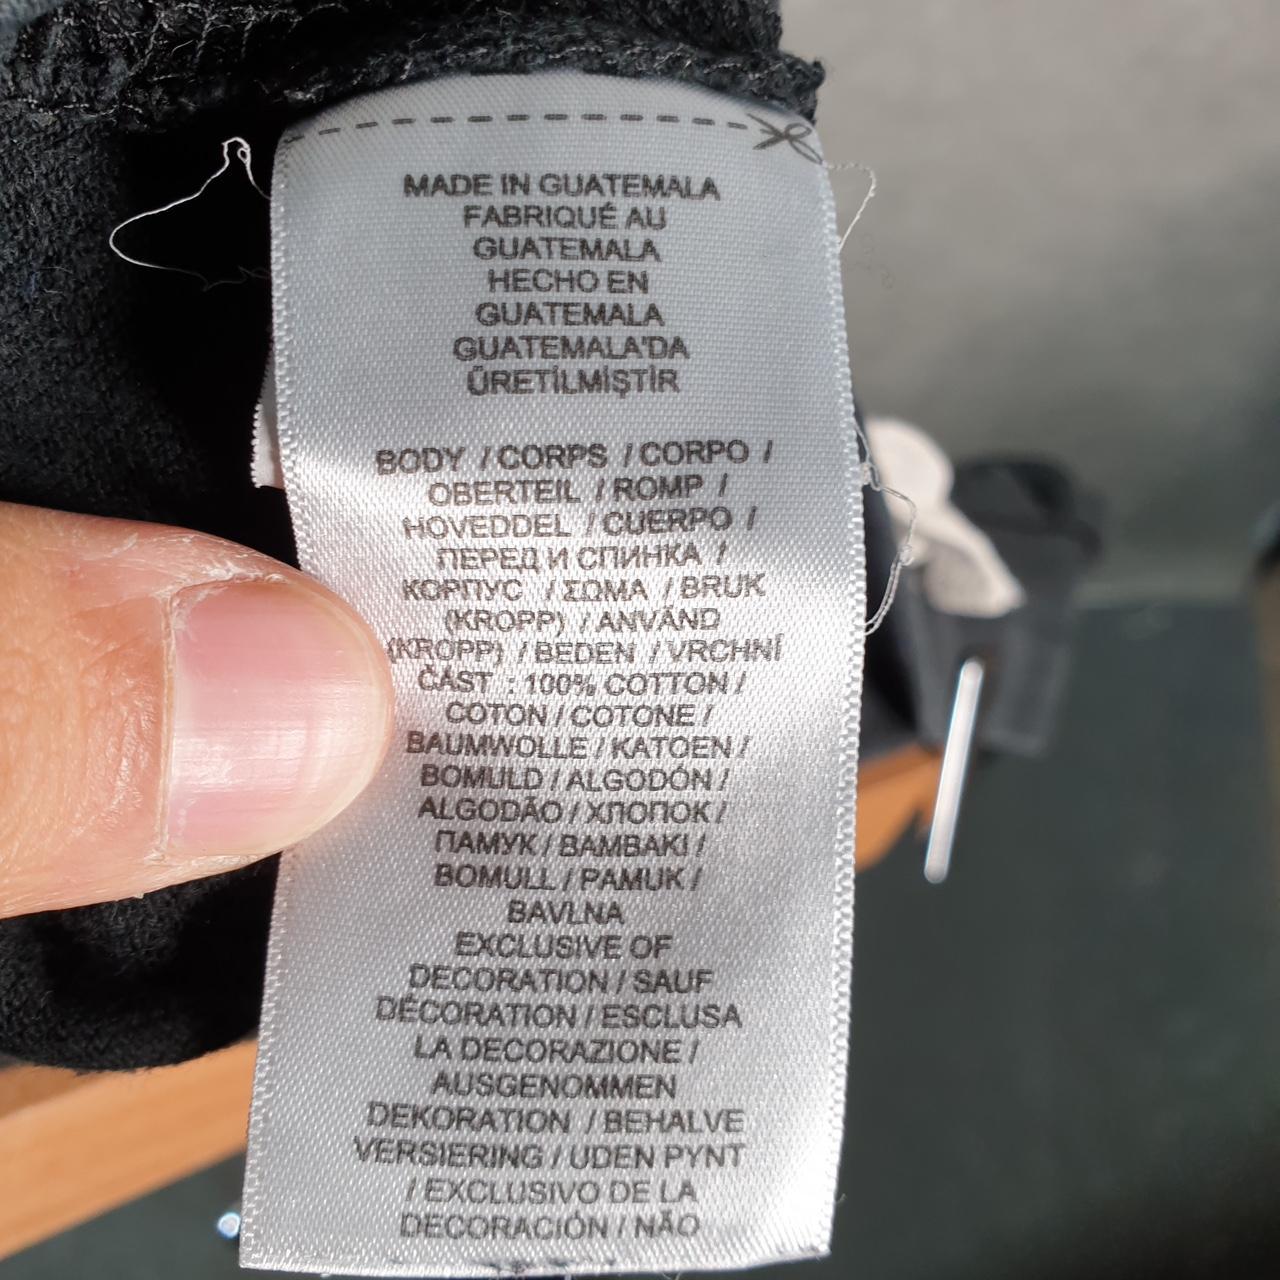 MADE IN GUATEMALA
FABRIQUÉ AU
GUATEMALA
HECHO EN
GUATEMALA
GUATEMALA'DA
ÜRETİLMİŞTİR
BODY / CORPS / CORPO /
OBERTEIL / ROMP /
HOVEDDEL / CUERPO /
ПЕРЕД И СПИНКА /
КОРПУС / ΣΩΜΑ / BRUK
(KROPP) / ANVÄND
(KROPP) / BEDEN / VRCHNÍ
ČÁST : 100% COTTON /
COTON / COTONE /
BAUMWOLLE / KATOEN /
BOMULD / ALGODÓN /
ALGODÃO / ХЛОПОК /
ПАМУК / ΒΑΜΒΑΚΙ /
BOMULL / PAMUK /
BAVLNA
EXCLUSIVE OF
DECORATION / SAUF
DÉCORATION / ESCLUSA
LA DECORAZIONE /
AUSGENOMMEN
DEKORATION / BEHALVE
VERSIERING / UDEN PYNT
/ EXCLUSIVO DE LA
DECORACIÓN / NÃO